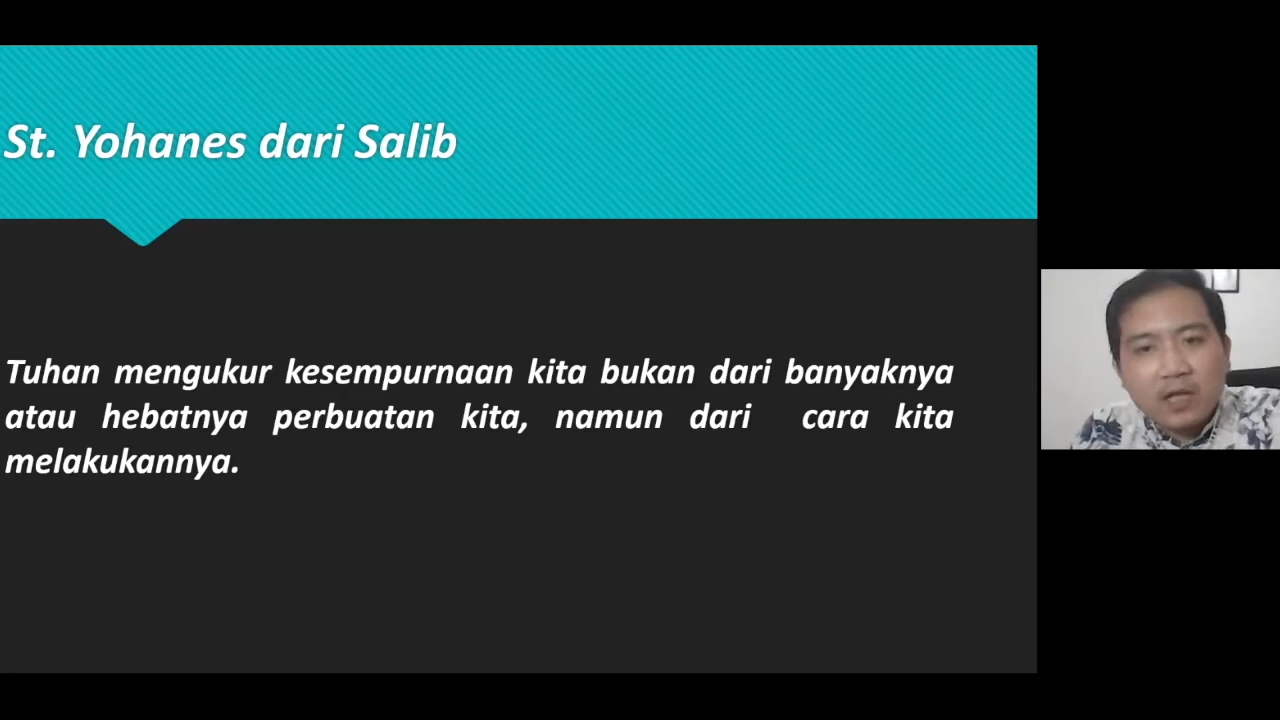 St. Yohanes dari Salib
Tuhan mengukur kesempurnaan kita bukan dari banyaknya
atau hebatnya perbuatan kita, namun dari cara kita
melakukannya.